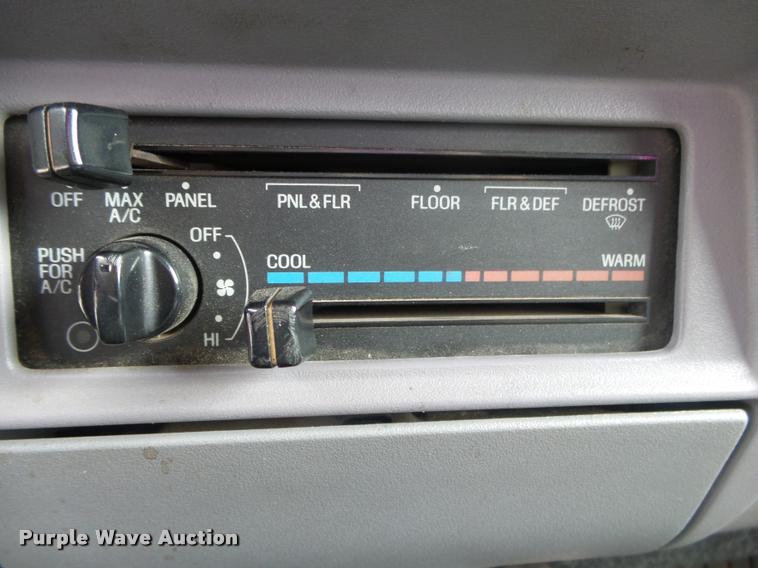 OFF
MAX
A/C
PANEL
PNL & FLR
FLOOR
FLR & DEF
DEFROST
PUSH
FOR
A/C
OFF
HI
COOL
WARM
Purple Wave Auction®